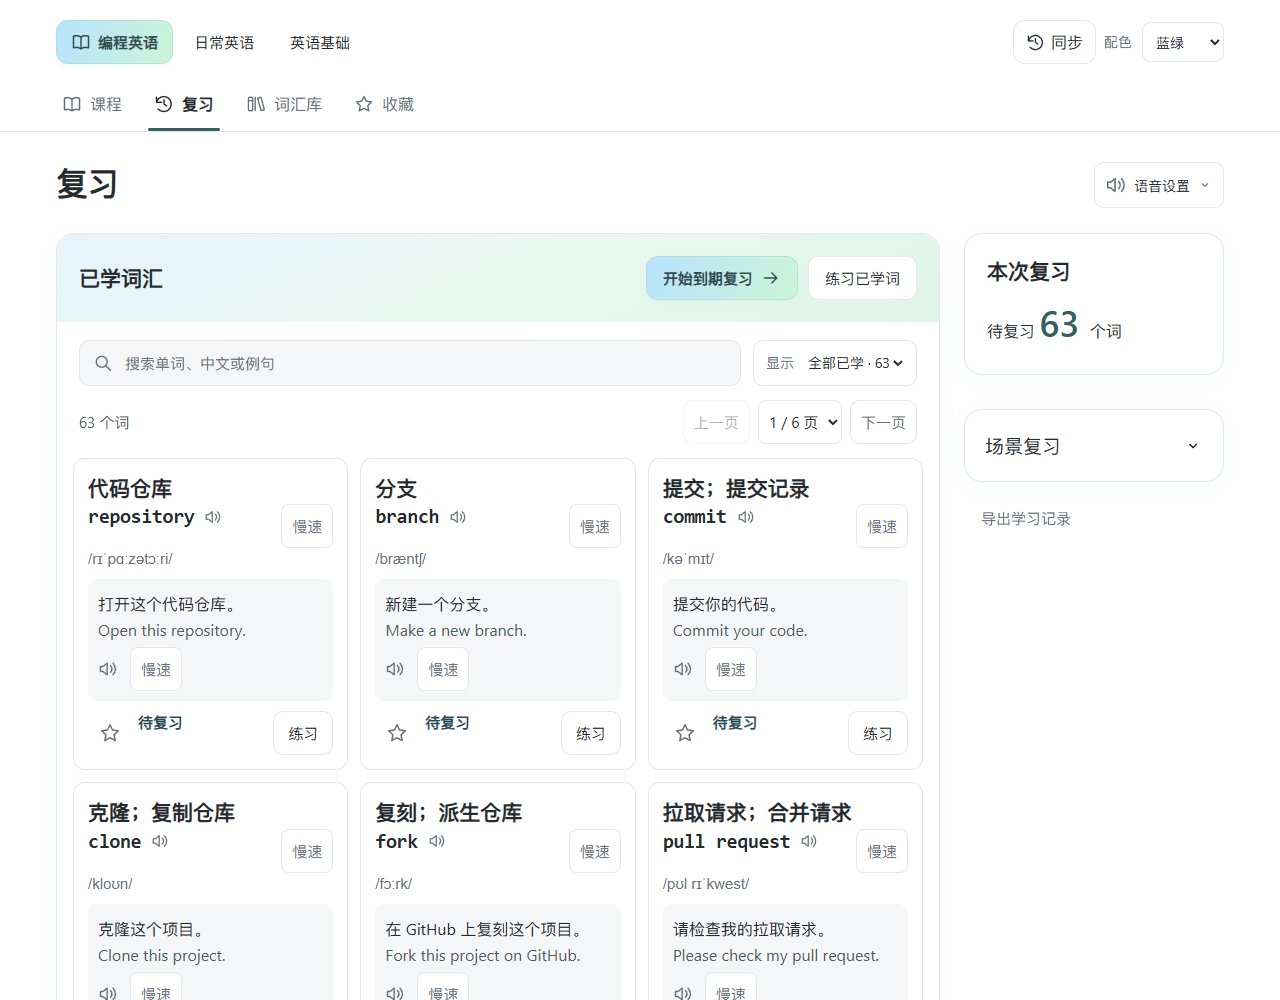 编程英语 日常英语 英语基础 同步 配色 蓝绿
课程 复习 词汇库 收藏
复习 语音设置
已学词汇 开始到期复习 → 练习已学词
搜索单词、中文或例句 显示 全部已学 · 63
63 个词 上一页 1 / 6 页 下一页
代码仓库
repository 慢速
/rɪˈpɑːzətɔːri/
打开这个代码仓库。
Open this repository.
慢速
待复习 练习
分支
branch 慢速
/bræntʃ/
新建一个分支。
Make a new branch.
慢速
待复习 练习
提交；提交记录
commit 慢速
/kəˈmɪt/
提交你的代码。
Commit your code.
慢速
待复习 练习
克隆；复制仓库
clone 慢速
/kloʊn/
克隆这个项目。
Clone this project.
慢速
复刻；派生仓库
fork 慢速
/fɔːrk/
在 GitHub 上复刻这个项目。
Fork this project on GitHub.
慢速
拉取请求；合并请求
pull request 慢速
/pʊl rɪˈkwest/
请检查我的拉取请求。
Please check my pull request.
慢速
本次复习
待复习 63 个词
场景复习
导出学习记录